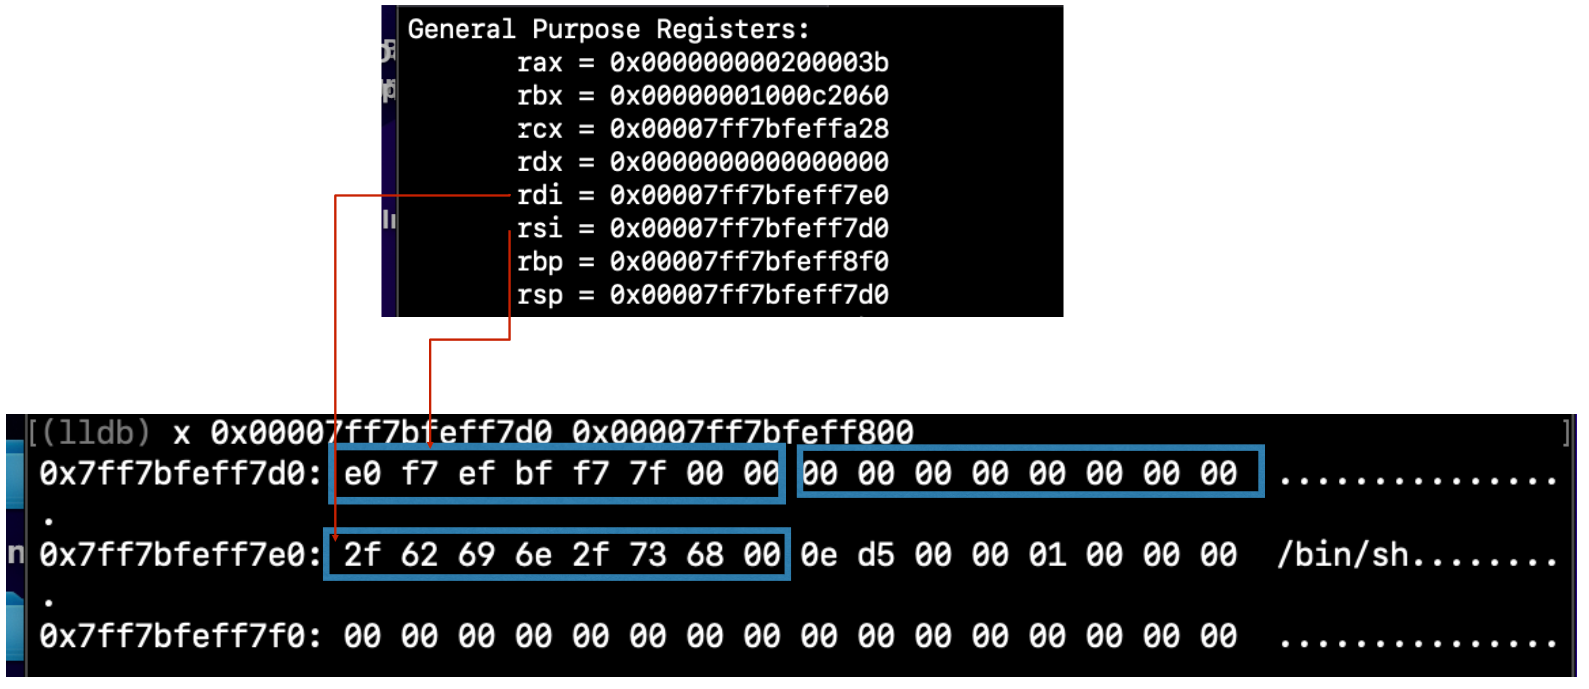 General Purpose Registers:
rax = 0x000000000200003b
rbx = 0x00000001000c2060
rcx = 0x00007ff7bfeffa28
rdx = 0x0000000000000000
rdi = 0x00007ff7bfeff7e0
rsi = 0x00007ff7bfeff7d0
rbp = 0x00007ff7bfeff8f0
rsp = 0x00007ff7bfeff7d0
[(lldb) x 0x00007ff7bfeff7d0 0x00007ff7bfeff800 ]
0x7ff7bfeff7d0: e0 f7 ef bf f7 7f 00 00 00 00 00 00 00 00 00 00 ...............
.
0x7ff7bfeff7e0: 2f 62 69 6e 2f 73 68 00 0e d5 00 00 01 00 00 00 /bin/sh........
.
0x7ff7bfeff7f0: 00 00 00 00 00 00 00 00 00 00 00 00 00 00 00 00 ...............